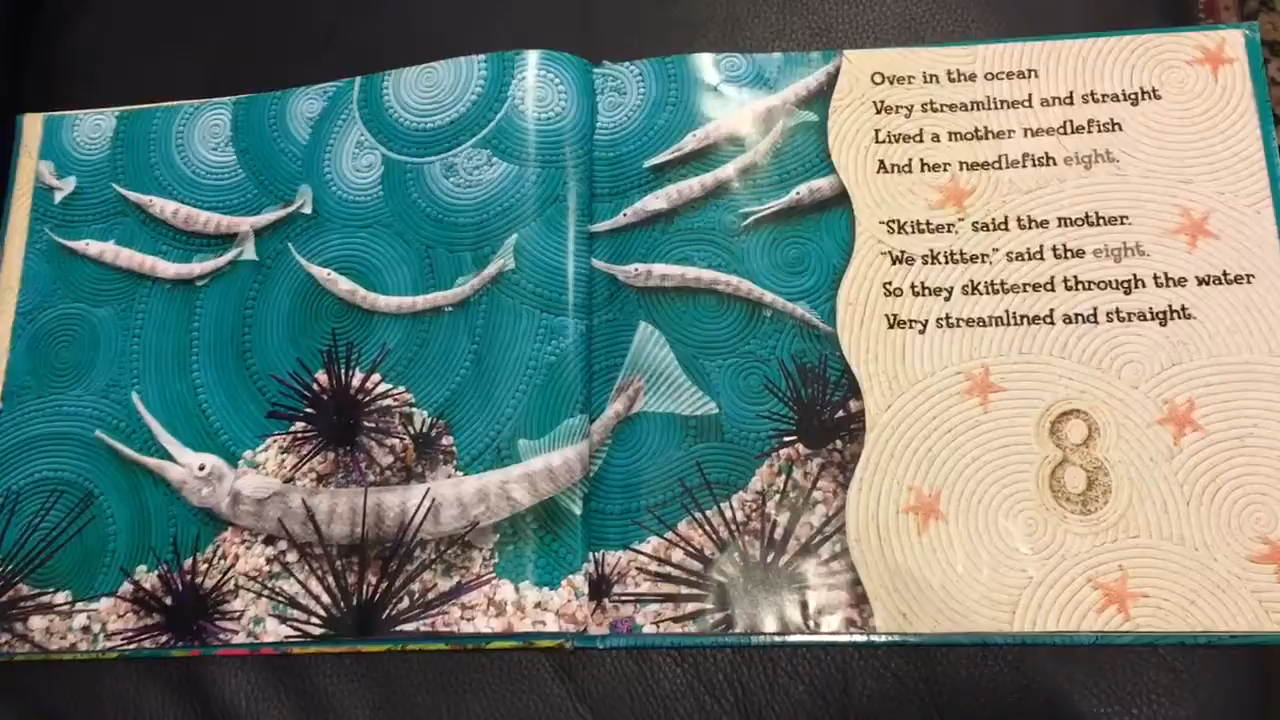 Over in the ocean
Very streamlined and straight
Lived a mother needlefish
And her needlefish eight.
"Skitter," said the mother.
"We skitter," said the eight.
So they skittered through the water
Very streamlined and straight.
8